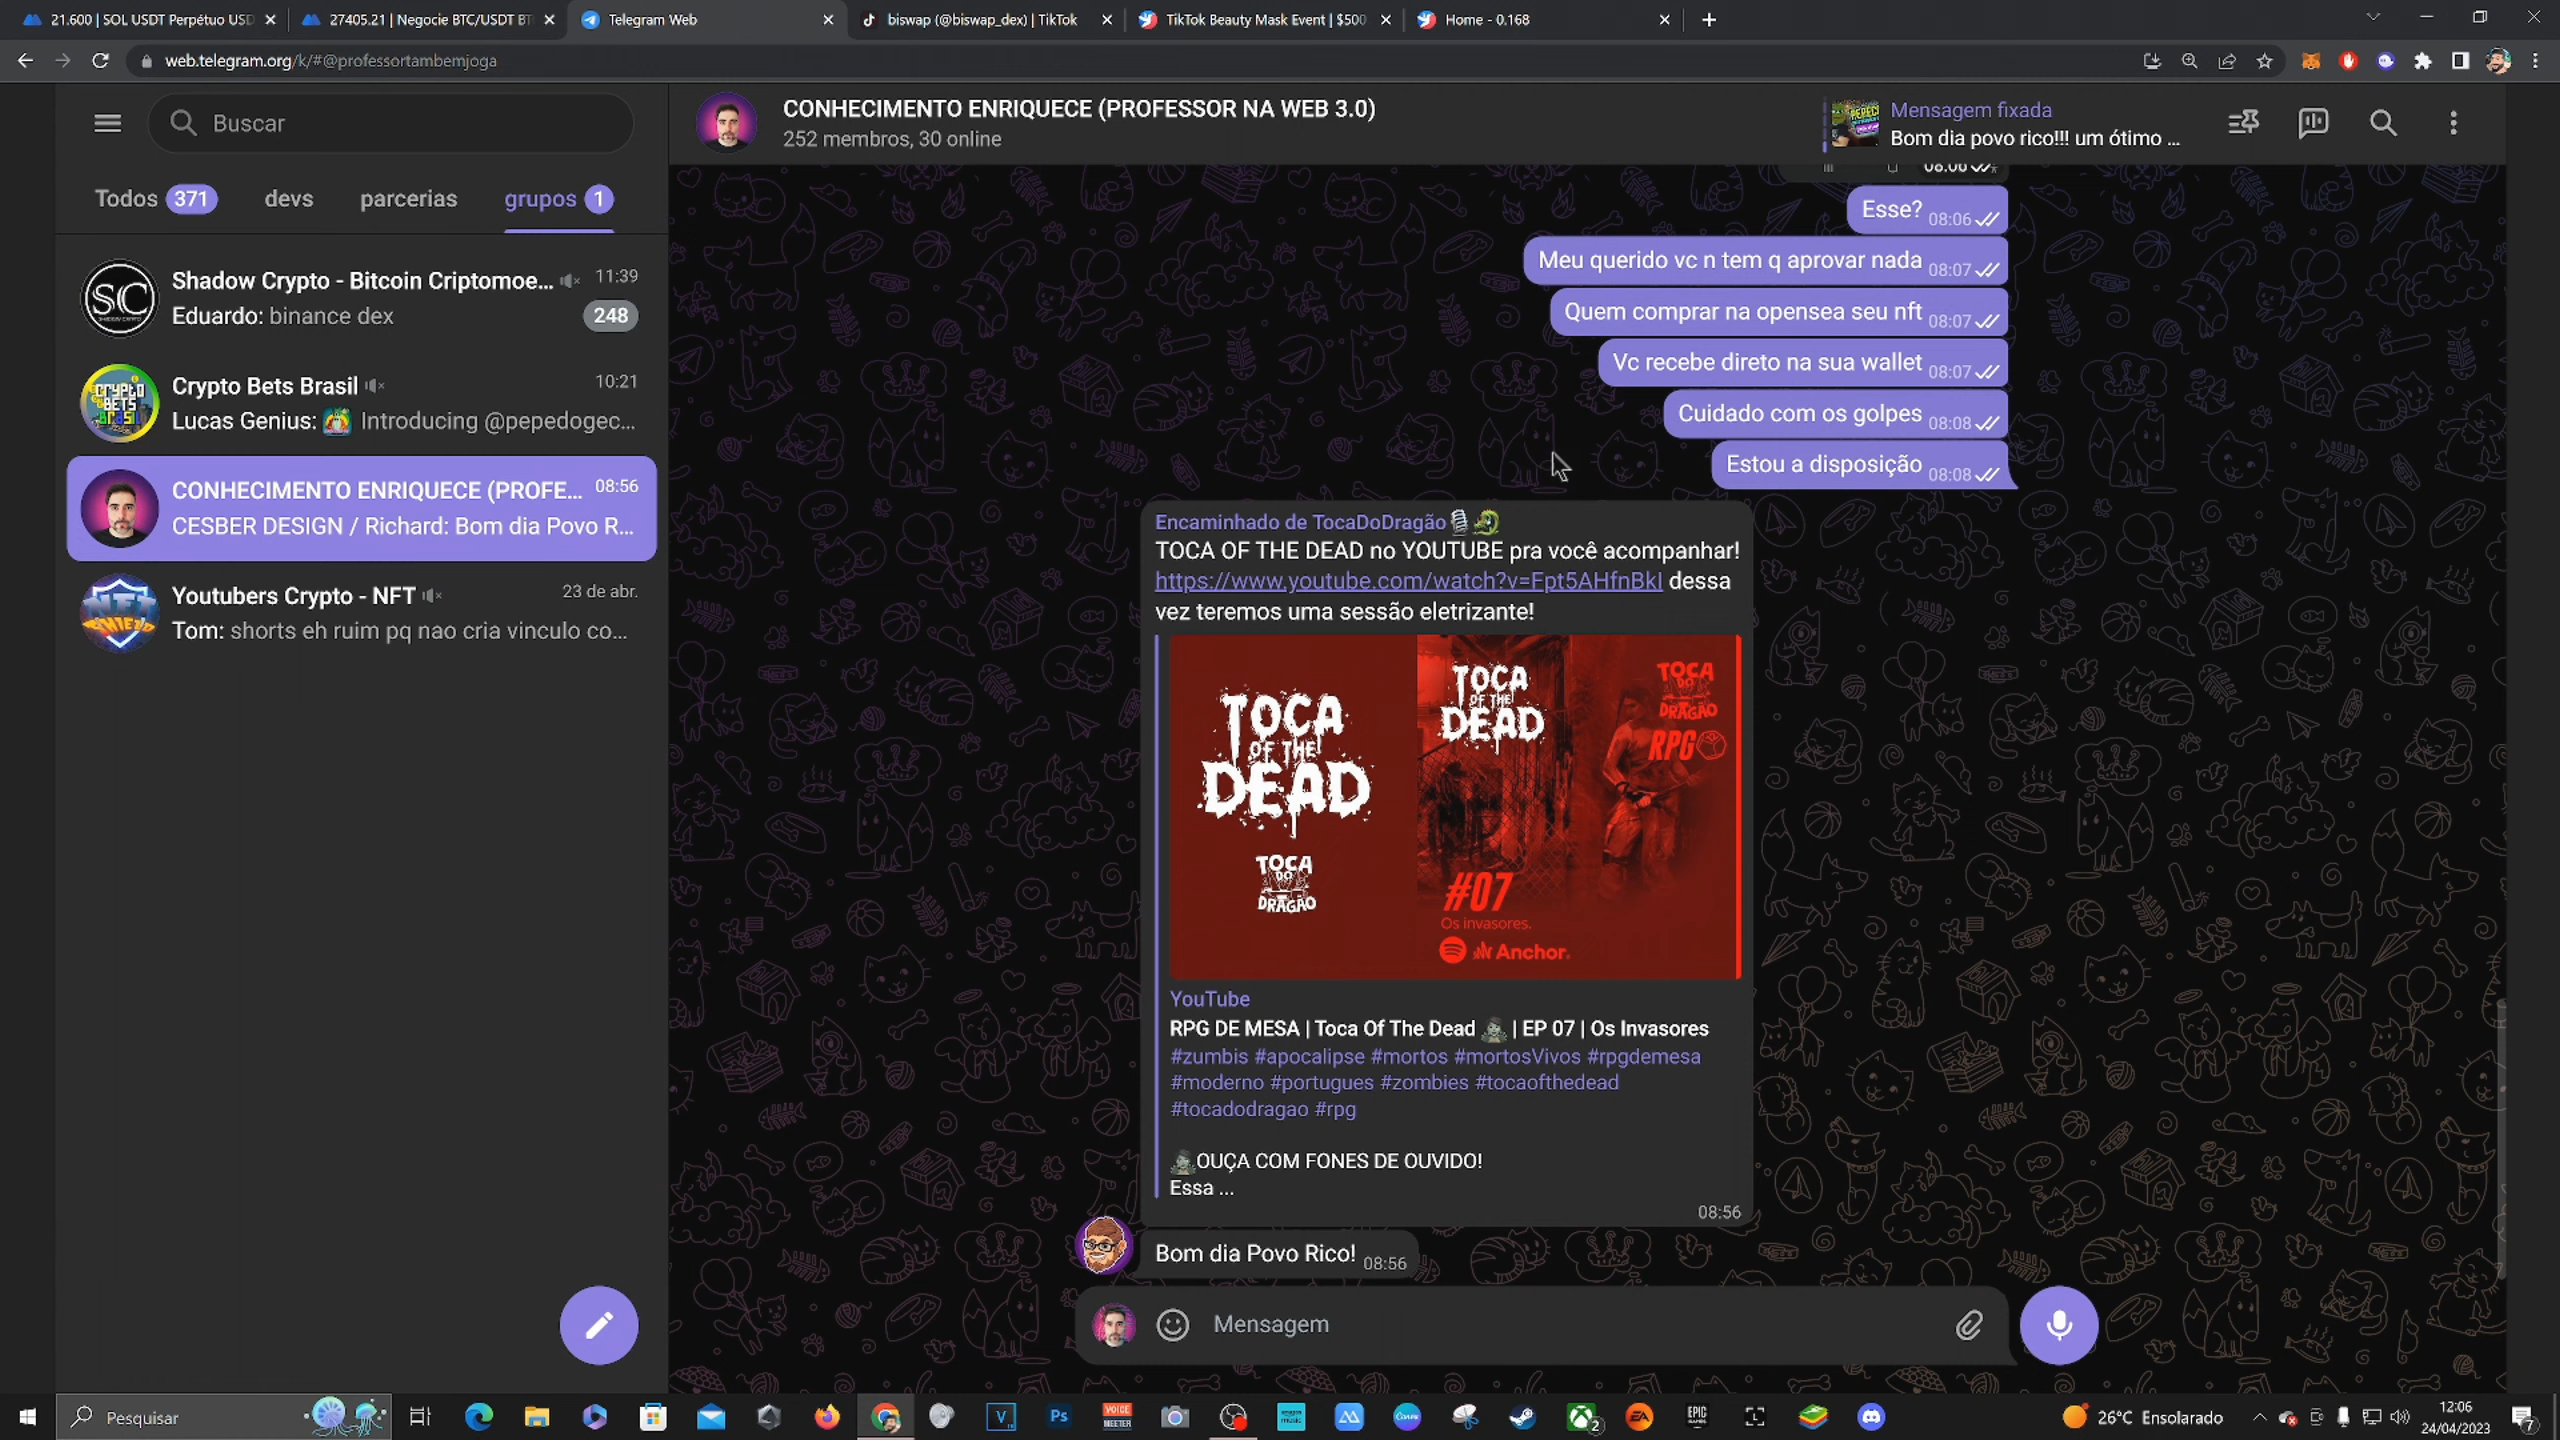 21.600 | SOL USDT Perpétuo USD
27405.21 | Negocie BTC/USDT BT
Telegram Web
biswap (@biswap_dex) | TikTok
TikTok Beauty Mask Event | $500
Home - 0.168
web.telegram.org/k/#@professortambemjoga
Buscar
Todos 371
devs
parcerias
grupos 1
Shadow Crypto - Bitcoin Criptomoe... 11:39
Eduardo: binance dex 248
Crypto Bets Brasil 10:21
Lucas Genius: Introducing @pepedogec...
CONHECIMENTO ENRIQUECE (PROFE... 08:56
CESBER DESIGN / Richard: Bom dia Povo R...
Youtubers Crypto - NFT 23 de abr.
Tom: shorts eh ruim pq nao cria vinculo co...
CONHECIMENTO ENRIQUECE (PROFESSOR NA WEB 3.0)
252 membros, 30 online
Mensagem fixada
Bom dia povo rico!!! um ótimo ...
08:06
Esse? 08:06
Meu querido vc n tem q aprovar nada 08:07
Quem comprar na opensea seu nft 08:07
Vc recebe direto na sua wallet 08:07
Cuidado com os golpes 08:08
Estou a disposição 08:08
Encaminhado de TocaDoDragão
TOCA OF THE DEAD no YOUTUBE pra você acompanhar!
https://www.youtube.com/watch?v=Fpt5AHfnBkI dessa
vez teremos uma sessão eletrizante!
TOCA
OF THE
DEAD
TOCA
DO
DRAGÃO
TOCA
OF THE
DEAD
TOCA
DO
DRAGÃO
RPG
#07
Os invasores.
Anchor.
YouTube
RPG DE MESA | Toca Of The Dead | EP 07 | Os Invasores
#zumbis #apocalipse #mortos #mortosVivos #rpgdemesa
#moderno #portugues #zombies #tocaofthedead
#tocadodragao #rpg
OUÇA COM FONES DE OUVIDO!
Essa ...
08:56
Bom dia Povo Rico! 08:56
Mensagem
Pesquisar
26°C Ensolarado
12:06
24/04/2023